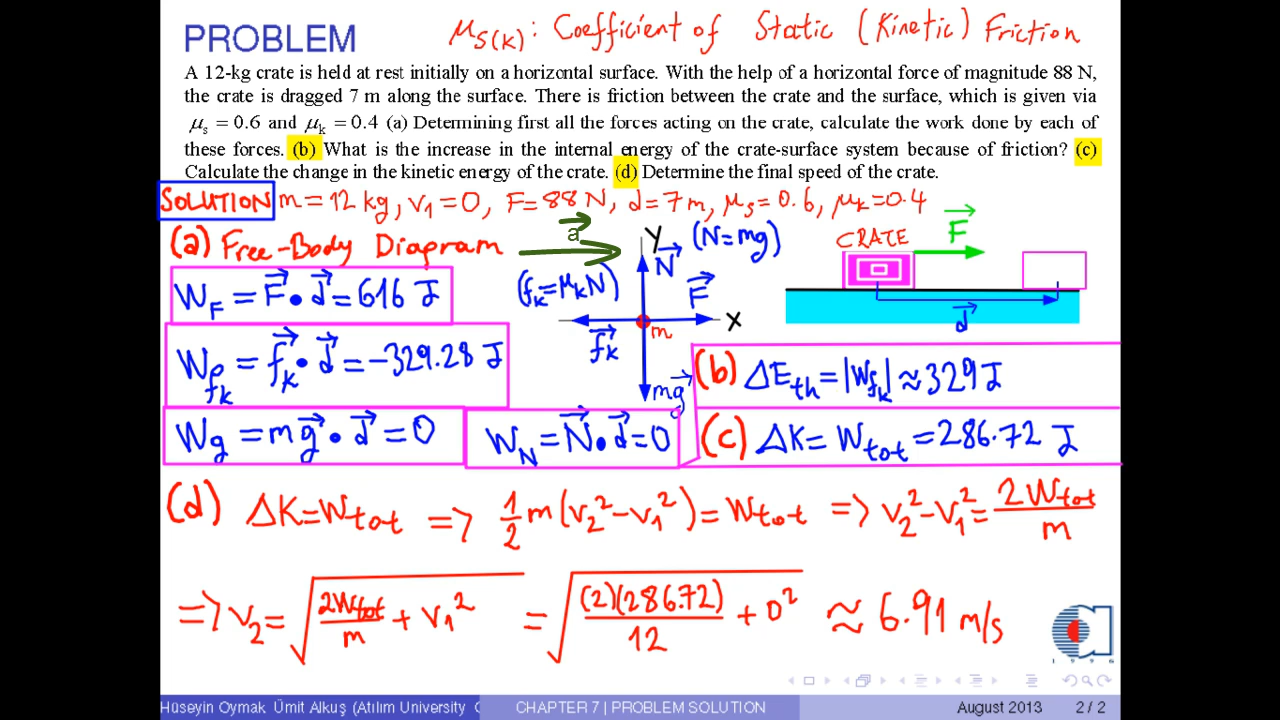 PROBLEM
μs(k): Coefficient of Static (Kinetic) Friction
A 12-kg crate is held at rest initially on a horizontal surface. With the help of a horizontal force of magnitude 88 N,
the crate is dragged 7 m along the surface. There is friction between the crate and the surface, which is given via
μs = 0.6 and μk = 0.4 (a) Determining first all the forces acting on the crate, calculate the work done by each of
these forces. (b) What is the increase in the internal energy of the crate-surface system because of friction? (c)
Calculate the change in the kinetic energy of the crate. (d) Determine the final speed of the crate.
SOLUTION m = 12 kg, v₁ = 0, F = 88 N, d = 7 m, μs = 0.6, μk = 0.4
(a) Free-Body Diagram
a⃗
Y
N⃗
(N=mg)
(fk=μkN)
F⃗
X
m
f⃗k
mg⃗
CRATE
F⃗
d⃗
W_F = F⃗ • d⃗ = 616 J
W_fk = f⃗k • d⃗ = -329.28 J
Wg = mg⃗ • d⃗ = 0
W_N = N⃗ • d⃗ = 0
(b) ΔEth = |Wfk| ≈ 329 J
(c) ΔK = Wtot = 286.72 J
(d) ΔK = Wtot ⇒ 1/2 m(v₂² - v₁²) = Wtot ⇒ v₂² - v₁² = 2Wtot/m
⇒ v₂ = √(2Wtot/m + v₁²) = √((2)(286.72)/12 + 0²) ≈ 6.91 m/s
1996
Hüseyin Oymak, Ümit Alkuş (Atılım University
CHAPTER 7 | PROBLEM SOLUTION
August 2013
2 / 2